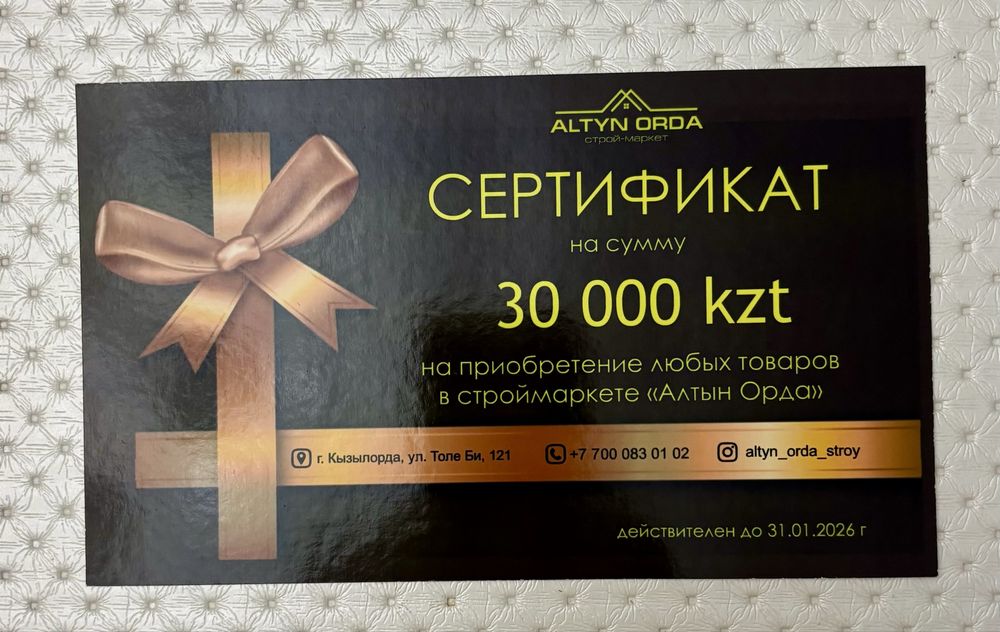 ALTYN ORDA
строй-маркет
СЕРТИФИКАТ
на сумму
30 000 kzt
на приобретение любых товаров
в строймаркете «Алтын Орда»
г. Кызылорда, ул. Толе Би, 121
+7 700 083 01 02
altyn_orda_stroy
действителен до 31.01.2026 г